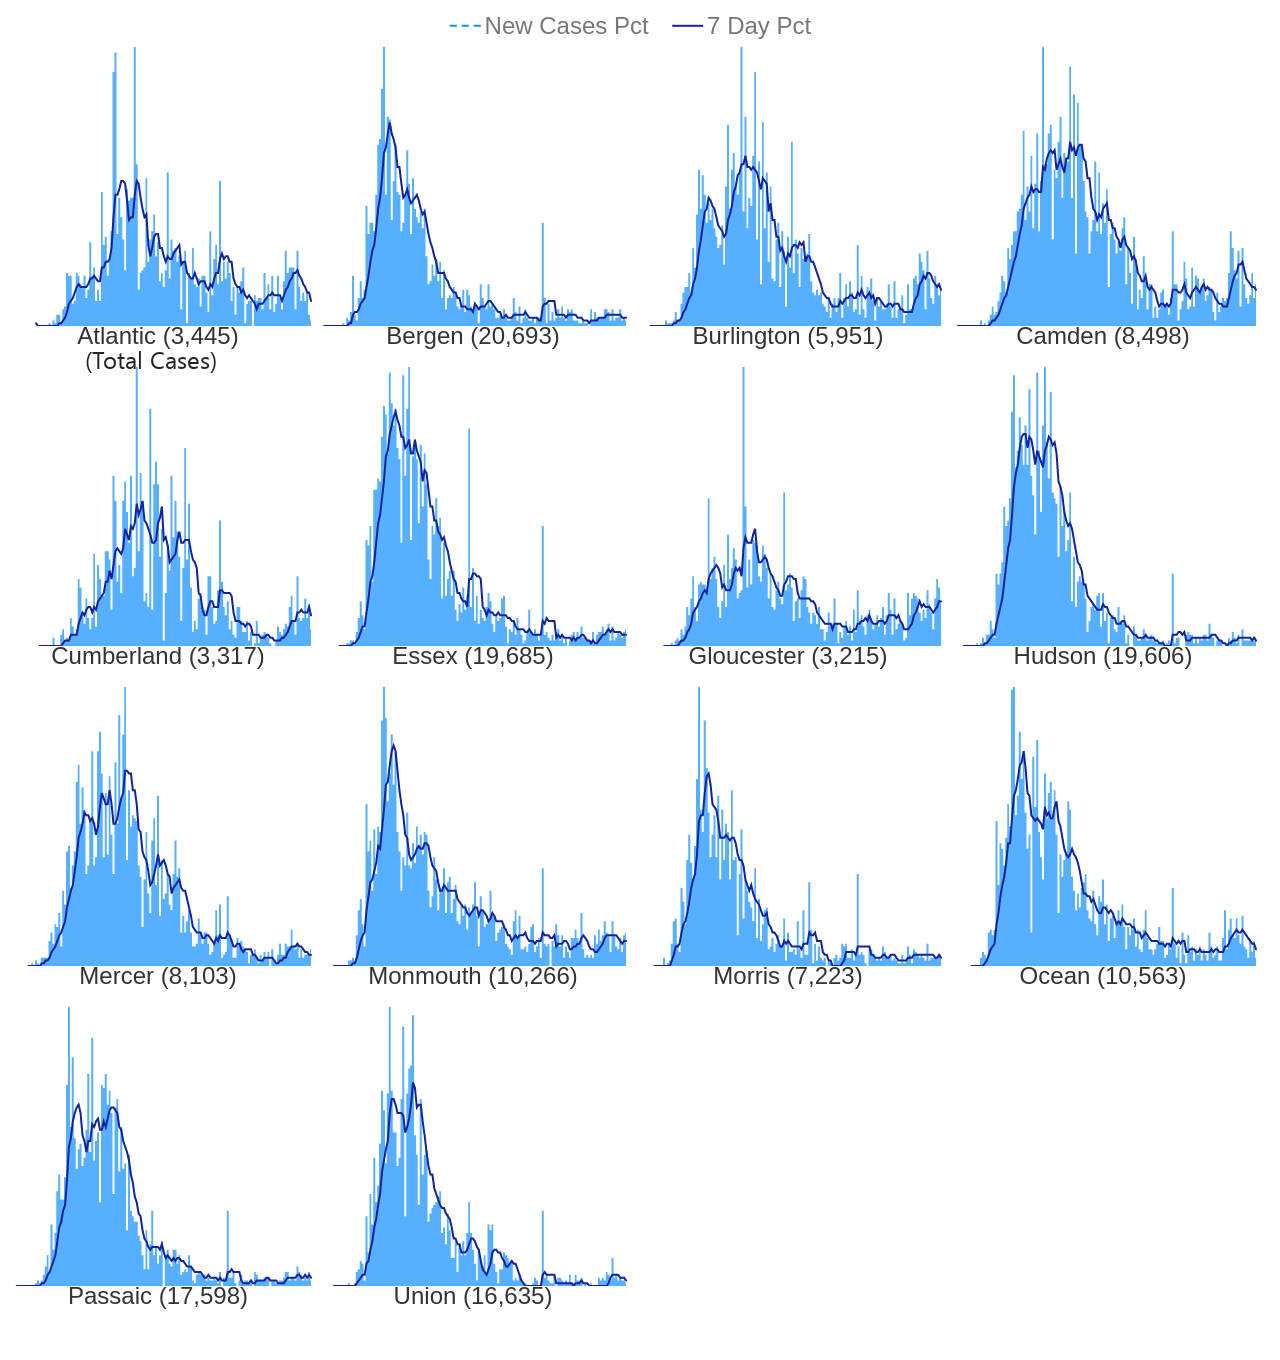 New Cases Pct 7 Day Pct
Atlantic (3,445) Bergen (20,693) Burlington (5,951) Camden (8,498)
(Total Cases)
Cumberland (3,317) Essex (19,685) Gloucester (3,215) Hudson (19,606)
Mercer (8,103) Monmouth (10,266) Morris (7,223) Ocean (10,563)
Passaic (17,598) Union (16,635)